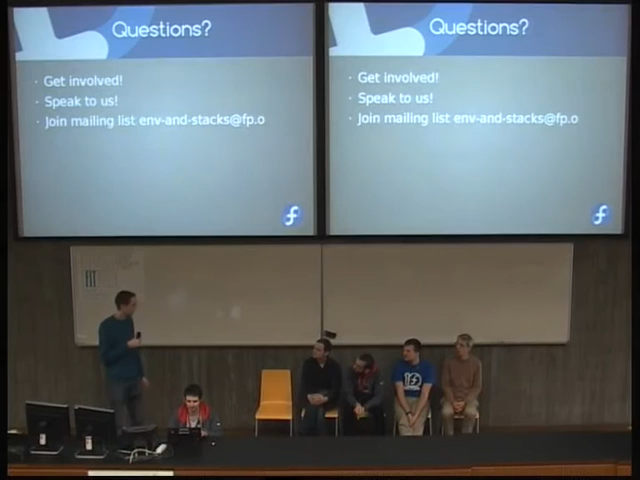 Questions?
· Get involved!
· Speak to us!
· Join mailing list env-and-stacks@fp.o
Questions?
· Get involved!
· Speak to us!
· Join mailing list env-and-stacks@fp.o